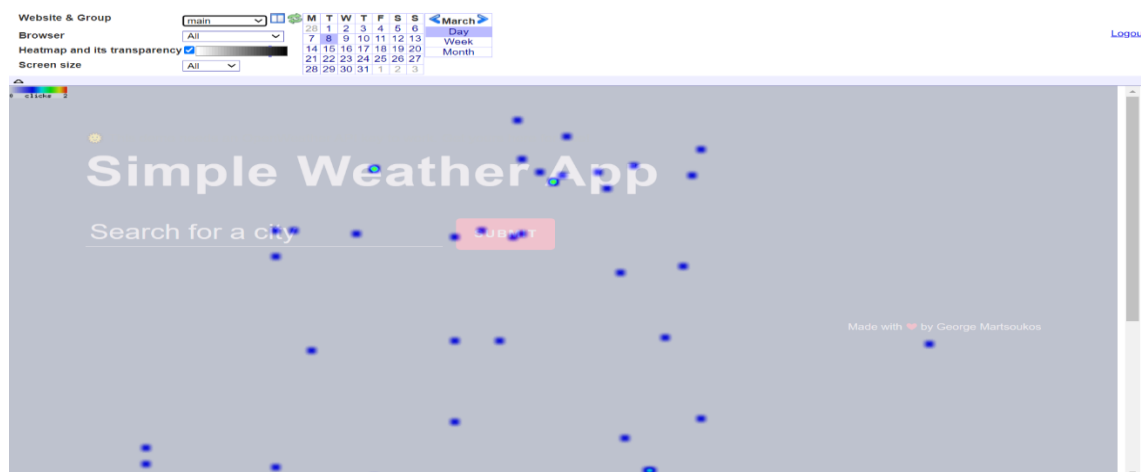 Website & Group main
Browser All
Heatmap and its transparency
Screen size All
M T W T F S S
28 1 2 3 4 5 6
7 8 9 10 11 12 13
14 15 16 17 18 19 20
21 22 23 24 25 26 27
28 29 30 31 1 2 3
March
Day
Week
Month
Logou
0 clicks 2
Simple Weather App
Search for a city
SUBMIT
Made with ❤ by George Martsoukos